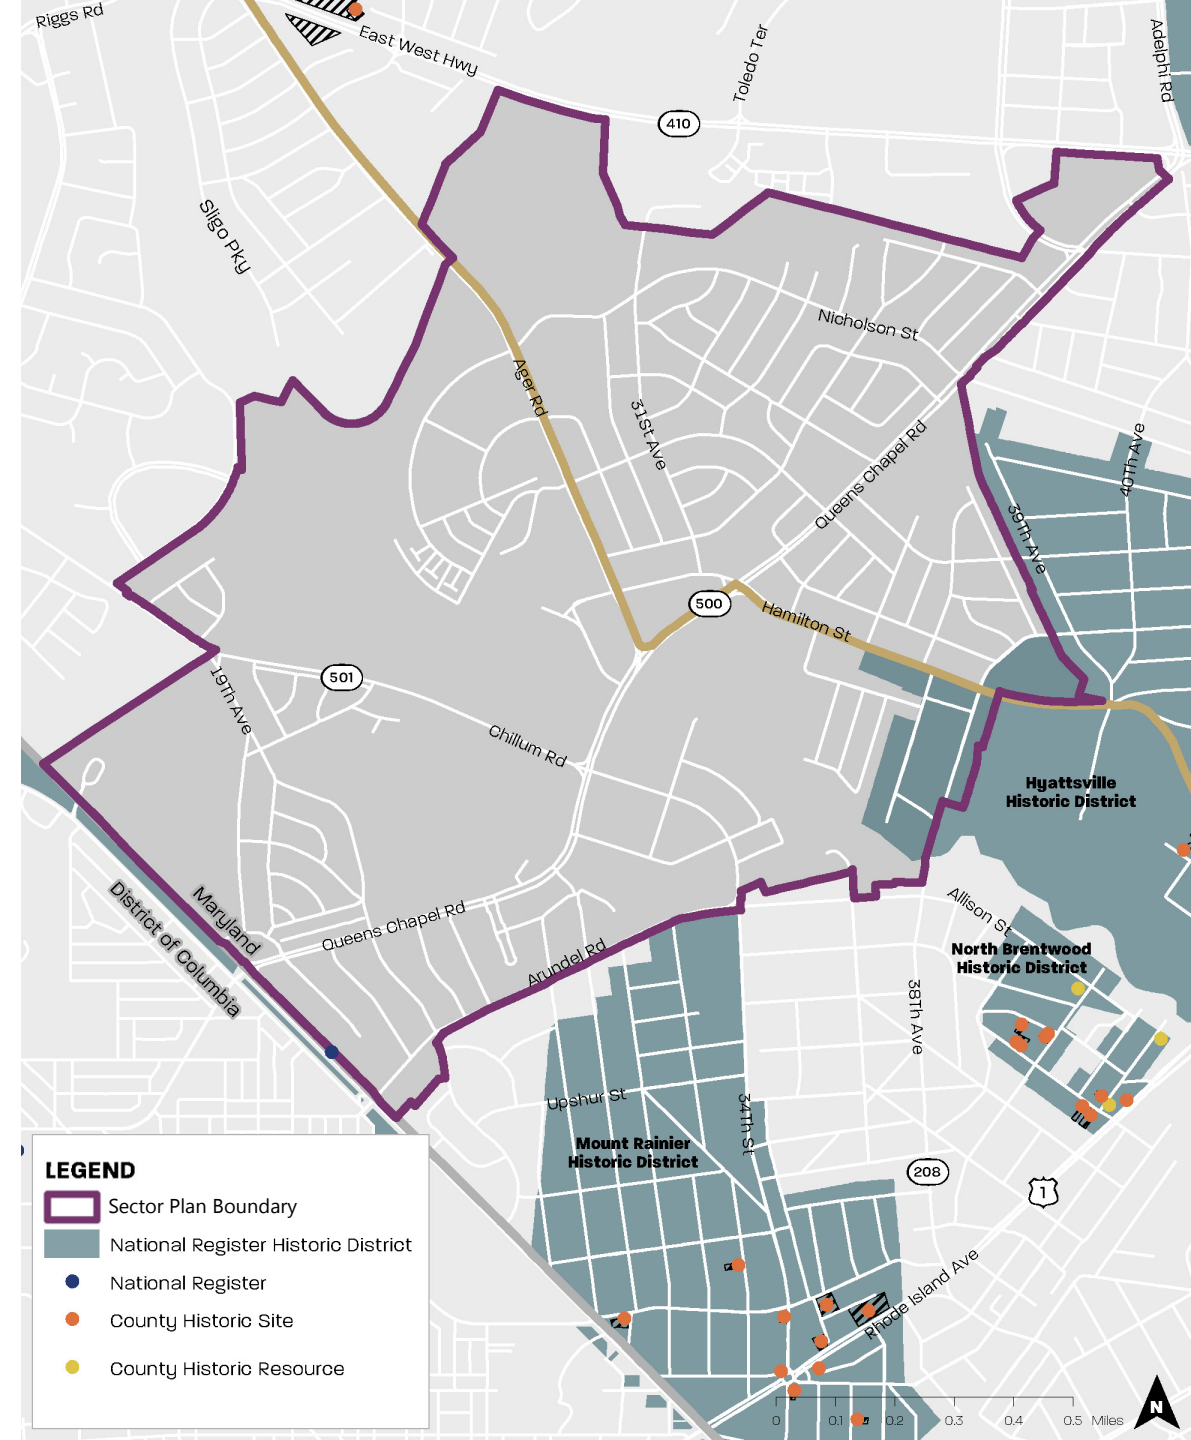 Riggs Rd
East West Hwy
Toledo Ter
Adelphi Rd
410
Sligo Pky
Nicholson St
Ager Rd
31St Ave
Queens Chapel Rd
40Th Ave
39Th Ave
500
Hamilton St
501
19Th Ave
Chillum Rd
Hyattsville
Historic District
Maryland
District of Columbia
Queens Chapel Rd
Arundel Rd
Allison St
North Brentwood
Historic District
38Th Ave
Upshur St
34Th St
Mount Rainier
Historic District
208
1
Rhode Island Ave
LEGEND
Sector Plan Boundary
National Register Historic District
National Register
County Historic Site
County Historic Resource
0 0.1 0.2 0.3 0.4 0.5 Miles
N